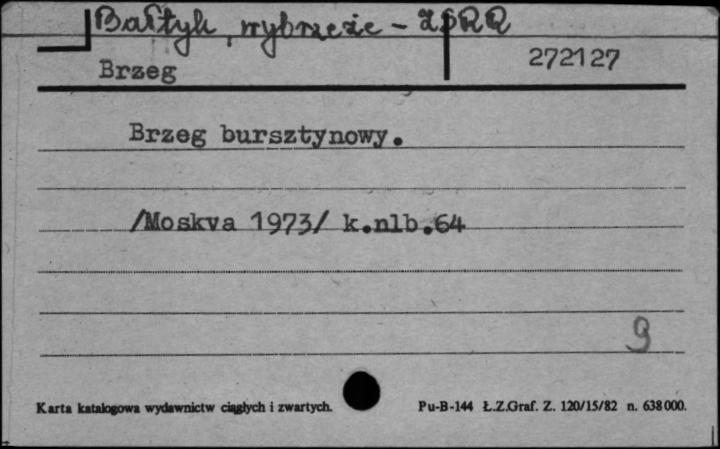 Bałtyk, wybrzeże - ZSRR
Brzeg
272127
Brzeg bursztynowy.
/Moskva 1973/ k.nlb.64
9
Karta katalogowa wydawnictw ciągłych i zwartych.
Pu-B-144 Ł.Z.Graf. Z. 120/15/82 n. 638000.